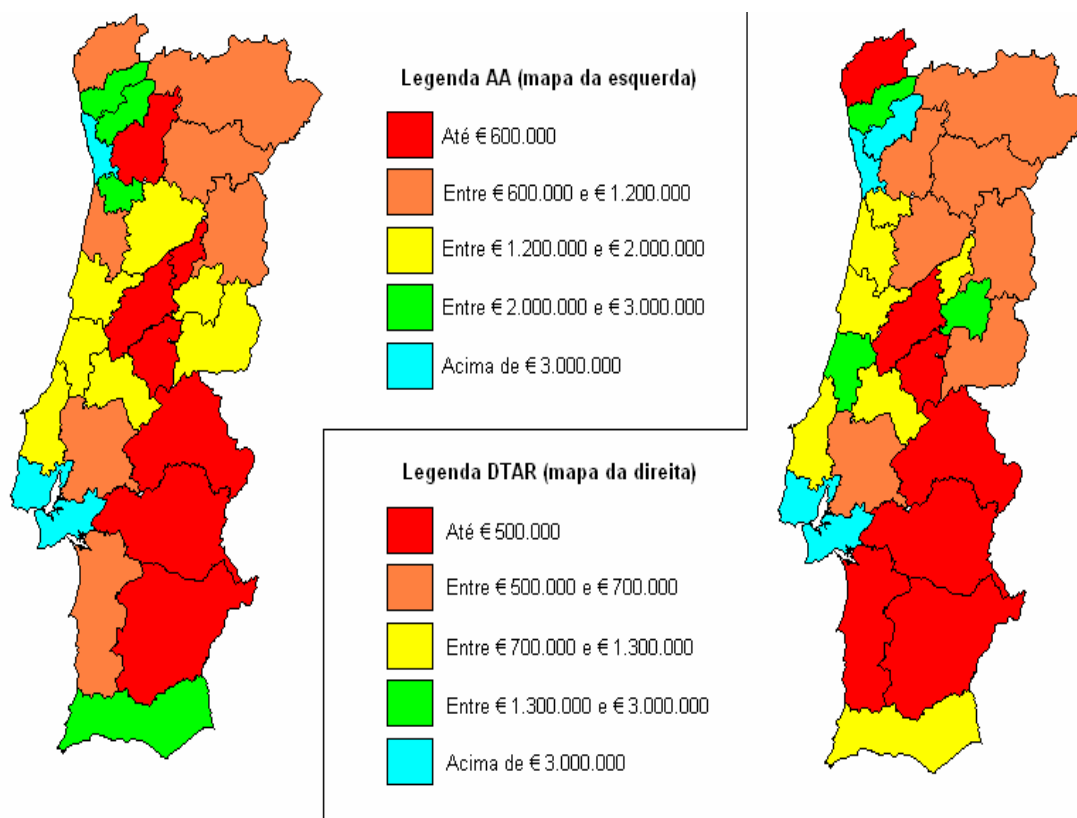 Legenda AA (mapa da esquerda)
Até € 600.000
Entre € 600.000 e € 1.200.000
Entre € 1.200.000 e € 2.000.000
Entre € 2.000.000 e € 3.000.000
Acima de € 3.000.000
Legenda DTAR (mapa da direita)
Até € 500.000
Entre € 500.000 e € 700.000
Entre € 700.000 e € 1.300.000
Entre € 1.300.000 e € 3.000.000
Acima de € 3.000.000